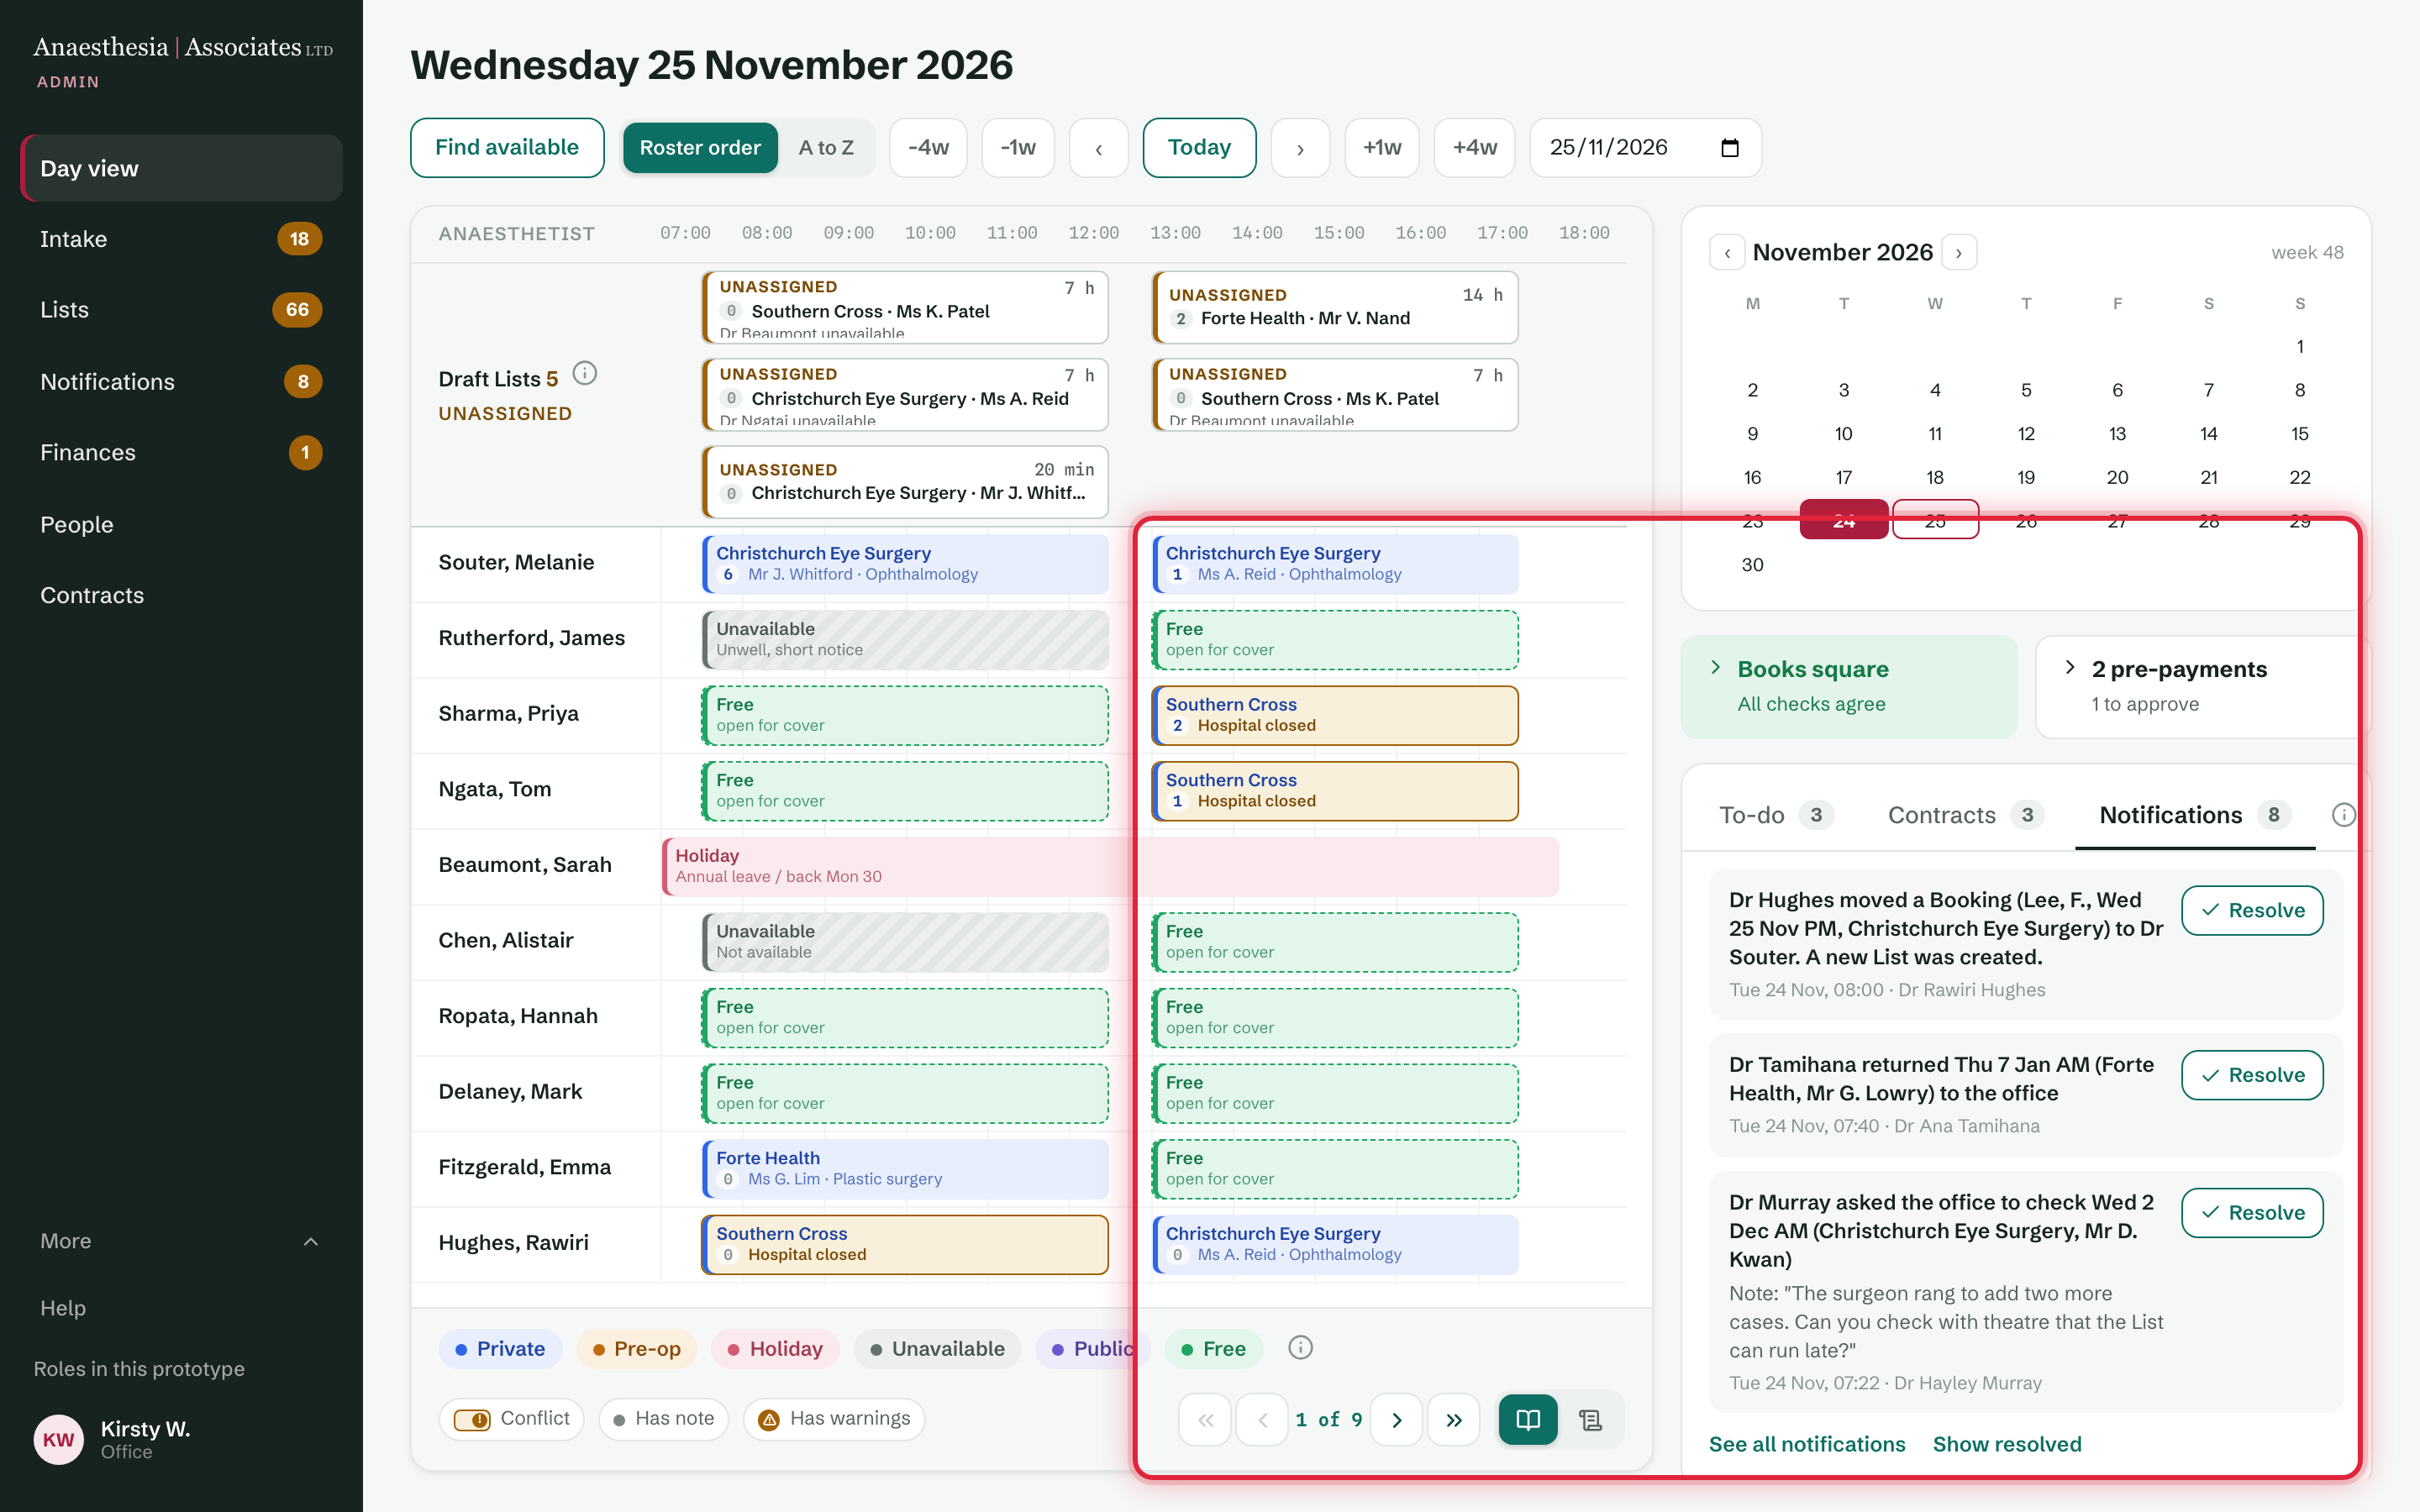 Anaesthesia | Associates LTD
ADMIN
Day view
Intake 18
Lists 66
Notifications 8
Finances 1
People
Contracts
More
Help
Roles in this prototype
KW
Kirsty W.
Office
Wednesday 25 November 2026
Find available
Roster order
A to Z
-4w
-1w
‹
Today
›
+1w
+4w
25/11/2026
ANAESTHETIST 07:00 08:00 09:00 10:00 11:00 12:00 13:00 14:00 15:00 16:00 17:00 18:00
Draft Lists 5
UNASSIGNED
UNASSIGNED 7 h
0 Southern Cross · Ms K. Patel
Dr Beaumont unavailable
UNASSIGNED 14 h
2 Forte Health · Mr V. Nand
UNASSIGNED 7 h
0 Christchurch Eye Surgery · Ms A. Reid
Dr Ngatai unavailable
UNASSIGNED 7 h
0 Southern Cross · Ms K. Patel
Dr Beaumont unavailable
UNASSIGNED 20 min
0 Christchurch Eye Surgery · Mr J. Whitf...
Souter, Melanie
Christchurch Eye Surgery
6 Mr J. Whitford · Ophthalmology
Christchurch Eye Surgery
1 Ms A. Reid · Ophthalmology
Rutherford, James
Unavailable
Unwell, short notice
Free
open for cover
Sharma, Priya
Free
open for cover
Southern Cross
2 Hospital closed
Ngata, Tom
Free
open for cover
Southern Cross
1 Hospital closed
Beaumont, Sarah
Holiday
Annual leave / back Mon 30
Chen, Alistair
Unavailable
Not available
Free
open for cover
Ropata, Hannah
Free
open for cover
Free
open for cover
Delaney, Mark
Free
open for cover
Free
open for cover
Fitzgerald, Emma
Forte Health
0 Ms G. Lim · Plastic surgery
Free
open for cover
Hughes, Rawiri
Southern Cross
0 Hospital closed
Christchurch Eye Surgery
0 Ms A. Reid · Ophthalmology
Private
Pre-op
Holiday
Unavailable
Public
Free
Conflict
Has note
Has warnings
« ‹ 1 of 9 › »
‹ November 2026 › week 48
M T W T F S S
1
2 3 4 5 6 7 8
9 10 11 12 13 14 15
16 17 18 19 20 21 22
23 24 25 26 27 28 29
30
Books square
All checks agree
2 pre-payments
1 to approve
To-do 3
Contracts 3
Notifications 8
Dr Hughes moved a Booking (Lee, F., Wed
25 Nov PM, Christchurch Eye Surgery) to Dr
Souter. A new List was created.
Tue 24 Nov, 08:00 · Dr Rawiri Hughes
Resolve
Dr Tamihana returned Thu 7 Jan AM (Forte
Health, Mr G. Lowry) to the office
Tue 24 Nov, 07:40 · Dr Ana Tamihana
Resolve
Dr Murray asked the office to check Wed 2
Dec AM (Christchurch Eye Surgery, Mr D.
Kwan)
Note: "The surgeon rang to add two more
cases. Can you check with theatre that the List
can run late?"
Tue 24 Nov, 07:22 · Dr Hayley Murray
Resolve
See all notifications
Show resolved